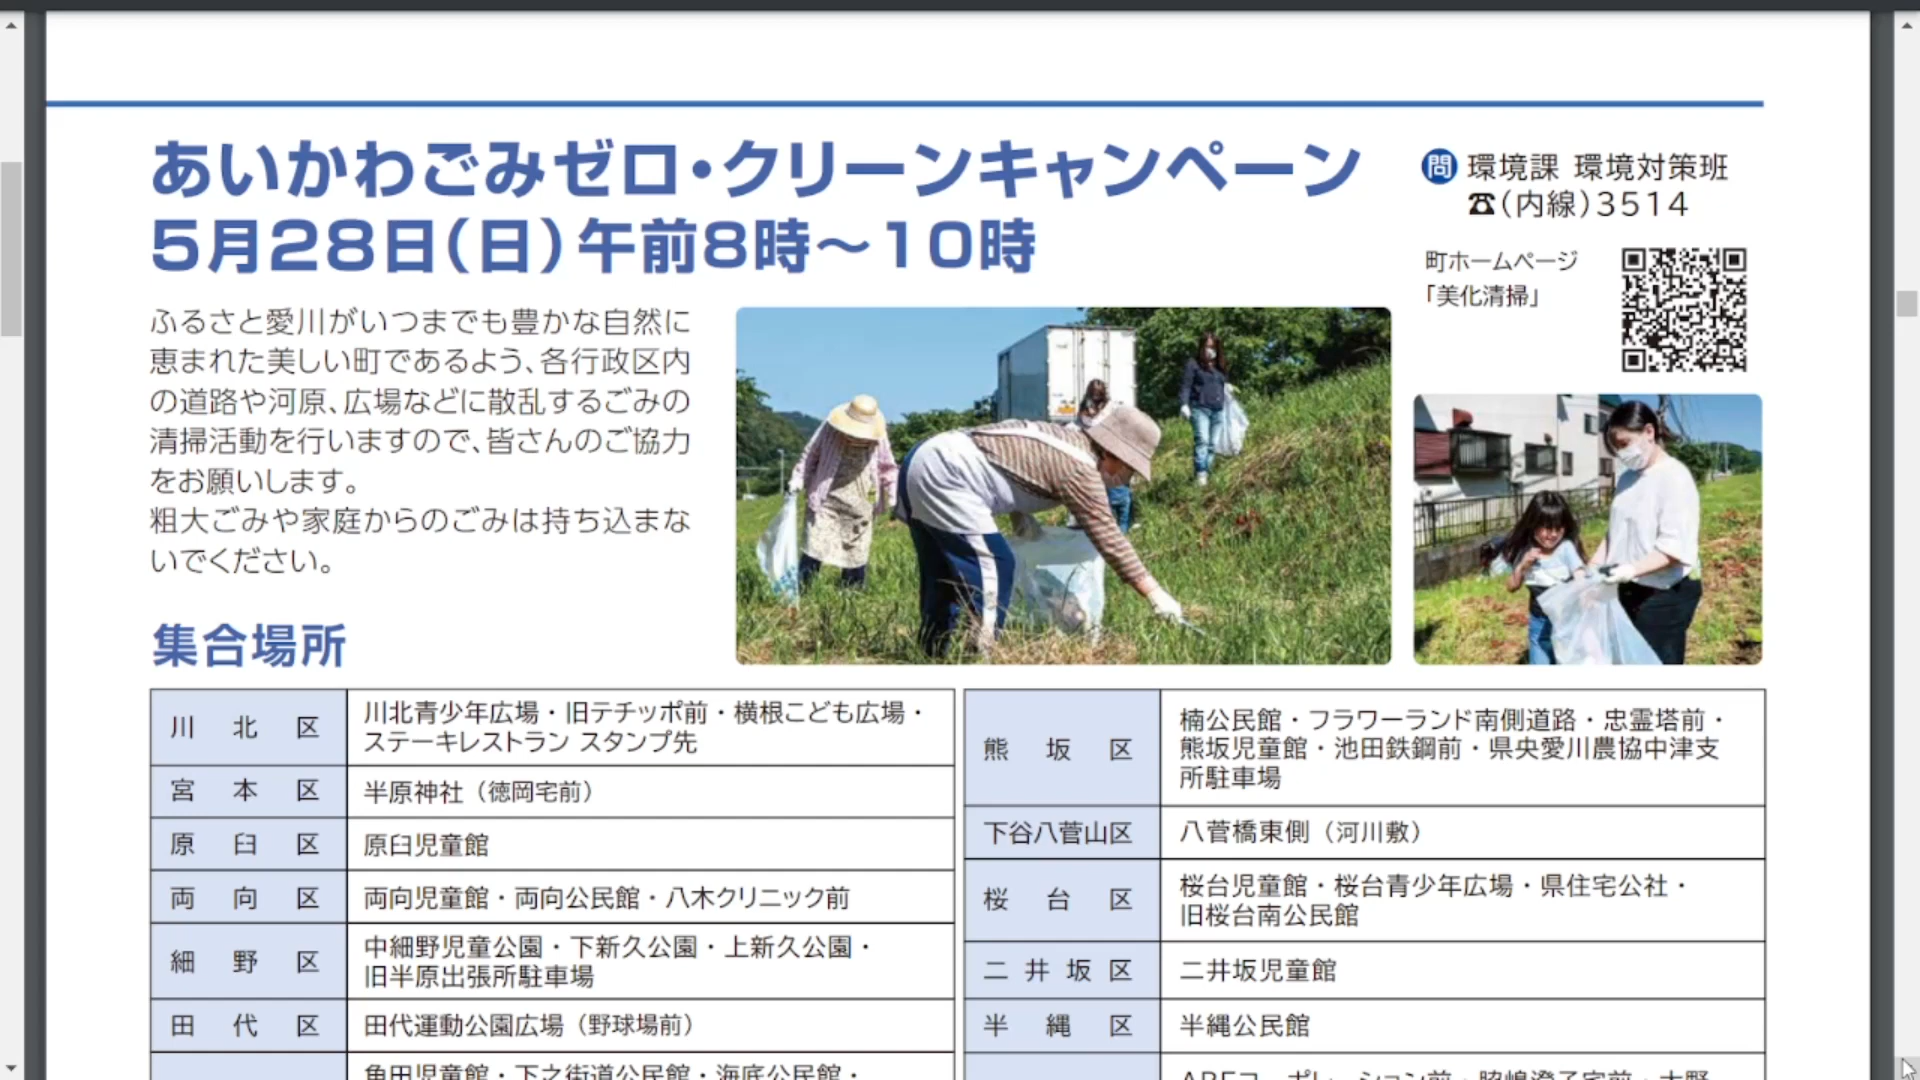 あいかわごみゼロ・クリーンキャンペーン
5月28日(日)午前8時～10時
問 環境課 環境対策班
☎(内線)3514
町ホームページ
「美化清掃」
ふるさと愛川がいつまでも豊かな自然に
恵まれた美しい町であるよう、各行政区内
の道路や河原、広場などに散乱するごみの
清掃活動を行いますので、皆さんのご協力
をお願いします。
粗大ごみや家庭からのごみは持ち込まな
いでください。
集合場所
川北区
川北青少年広場・旧テチッポ前・横根こども広場・
ステーキレストラン スタンプ先
宮本区
半原神社（徳岡宅前）
原臼区
原臼児童館
両向区
両向児童館・両向公民館・八木クリニック前
細野区
中細野児童公園・下新久公園・上新久公園・
旧半原出張所駐車場
田代区
田代運動公園広場（野球場前）
角田児童館・下之街道公民館・海底公民館・
熊坂区
楠公民館・フラワーランド南側道路・忠霊塔前・
熊坂児童館・池田鉄鋼前・県央愛川農協中津支
所駐車場
下谷八菅山区
八菅橋東側（河川敷）
桜台区
桜台児童館・桜台青少年広場・県住宅公社・
旧桜台南公民館
二井坂区
二井坂児童館
半縄区
半縄公民館